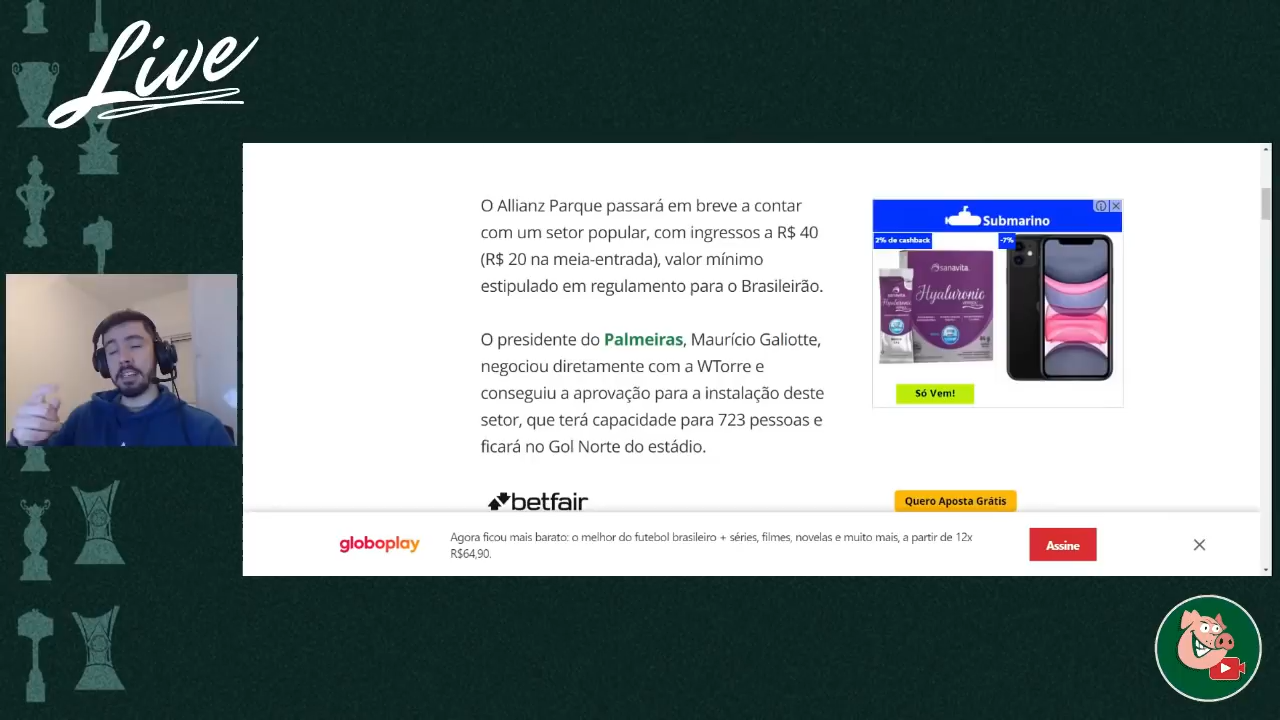 Live
O Allianz Parque passará em breve a contar
com um setor popular, com ingressos a R$ 40
(R$ 20 na meia-entrada), valor mínimo
estipulado em regulamento para o Brasileirão.
O presidente do Palmeiras, Maurício Galiotte,
negociou diretamente com a WTorre e
conseguiu a aprovação para a instalação deste
setor, que terá capacidade para 723 pessoas e
ficará no Gol Norte do estádio.
Submarino
2% de cashback
-7%
sanavita.
Hyaluronic
Só Vem!
betfair
Quero Aposta Grátis
globoplay
Agora ficou mais barato: o melhor do futebol brasileiro + séries, filmes, novelas e muito mais, a partir de 12x
R$64,90.
Assine